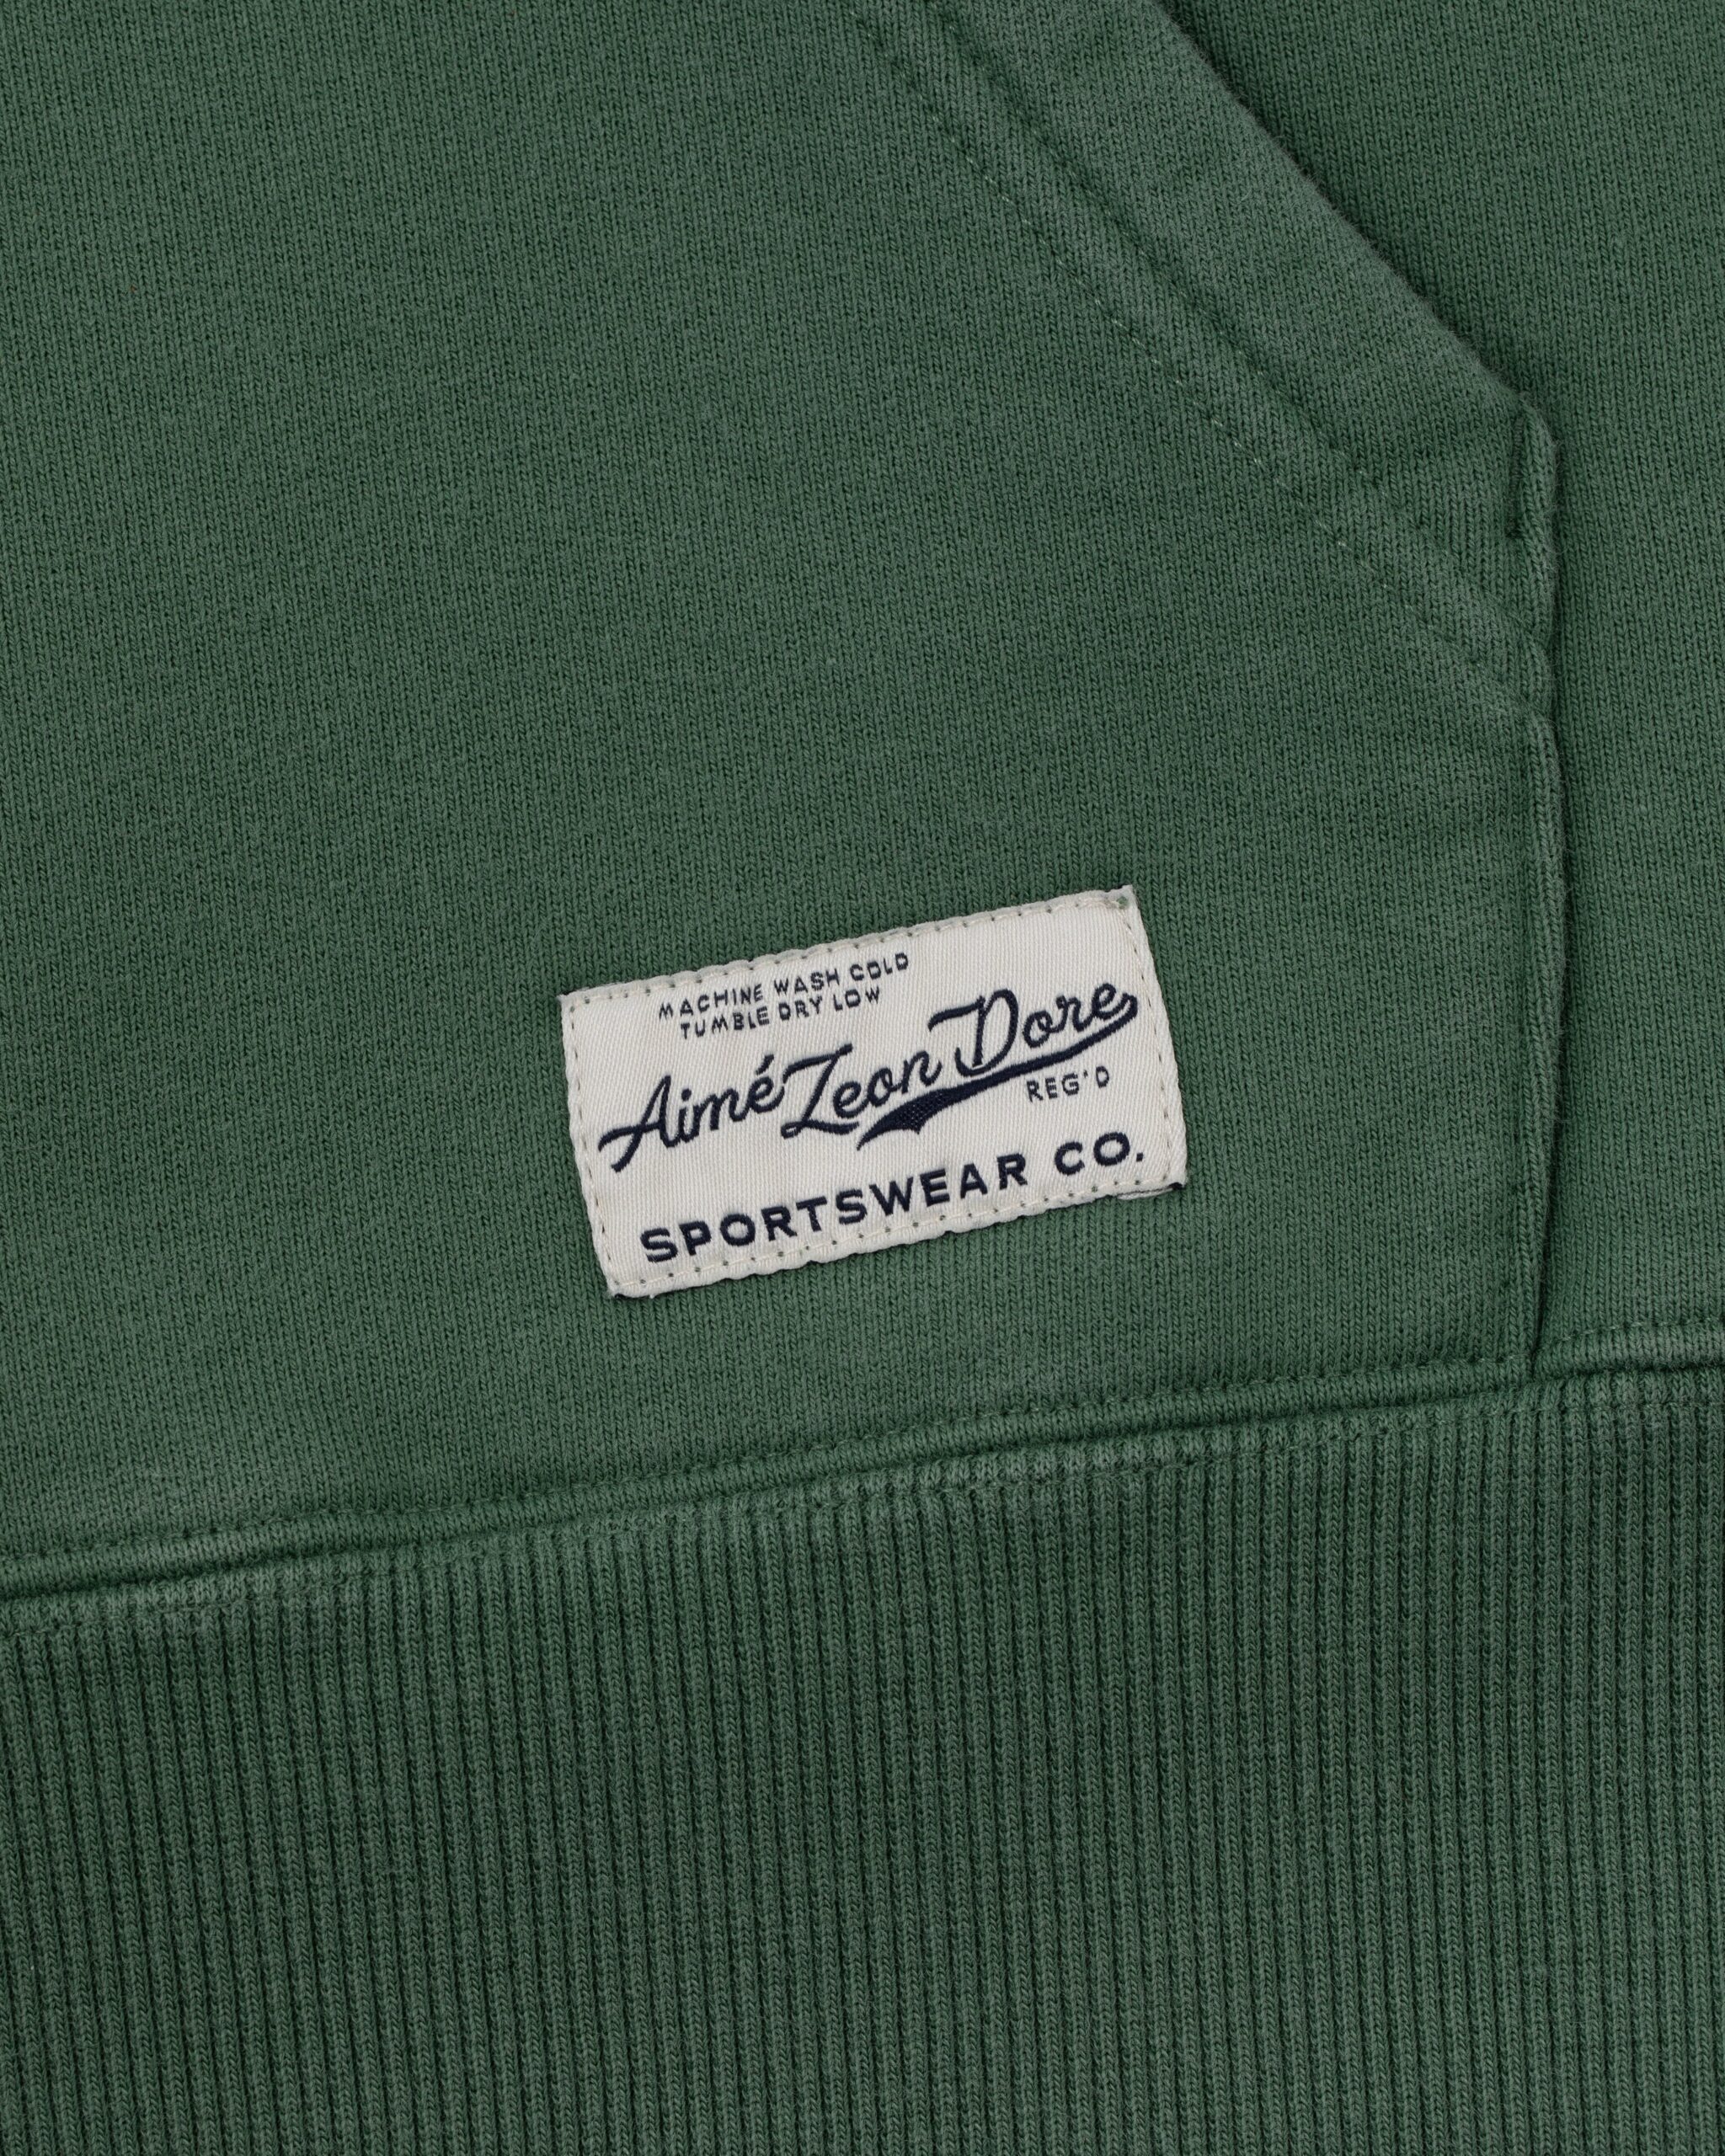 MACHINE WASH COLD
TUMBLE DRY LOW
Aimé Leon Dore
REG'D
SPORTSWEAR CO.